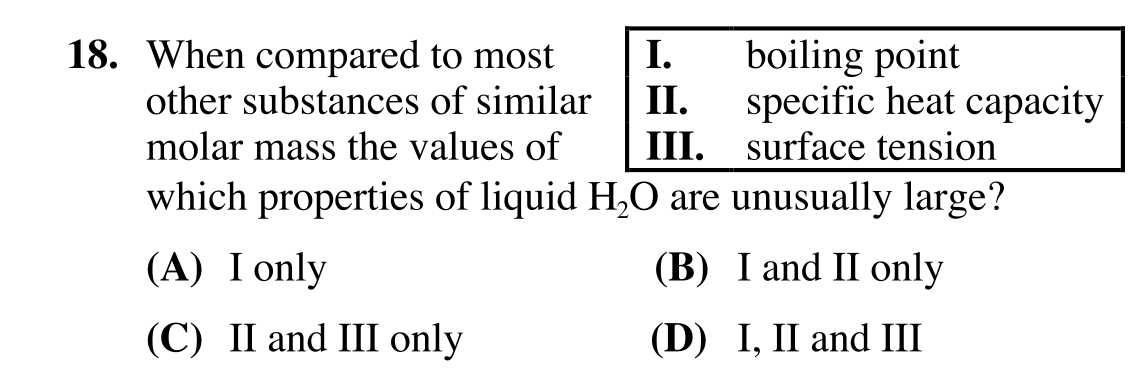 18. When compared to most
other substances of similar
molar mass the values of
I. boiling point
II. specific heat capacity
III. surface tension
which properties of liquid H₂O are unusually large?
(A) I only
(B) I and II only
(C) II and III only
(D) I, II and III